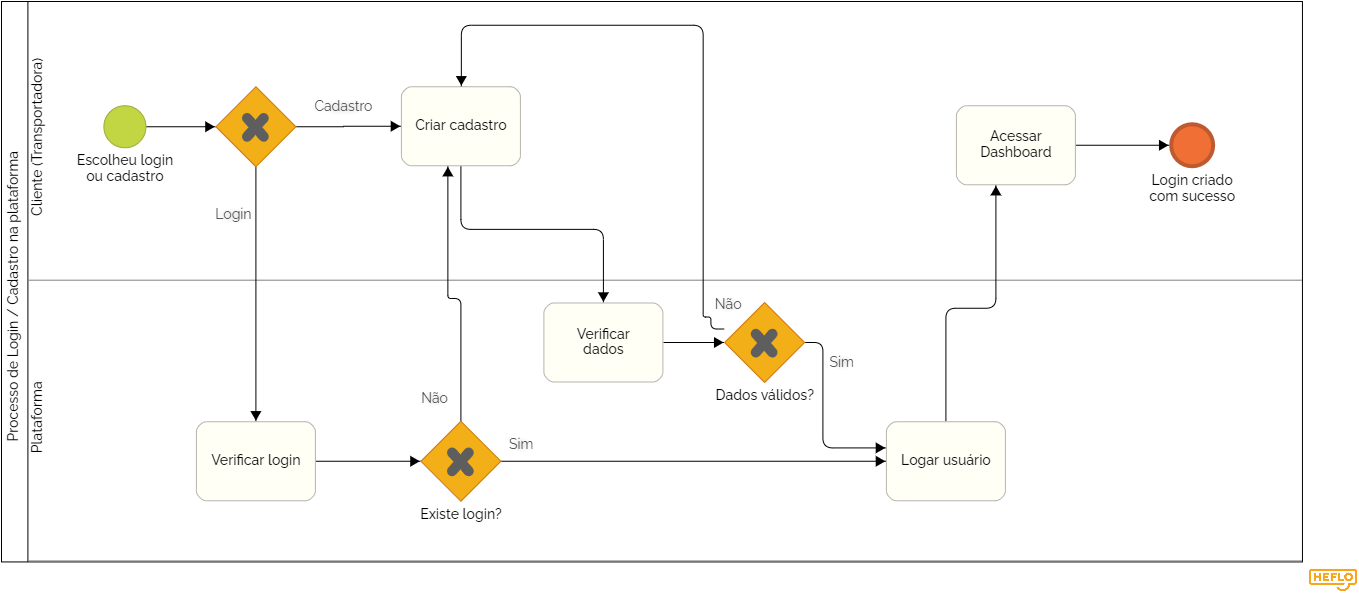 Processo de Login / Cadastro na plataforma
Cliente (Transportadora)
Escolheu login
ou cadastro
Cadastro
Login
Criar cadastro
Acessar
Dashboard
Login criado
com sucesso
Plataforma
Verificar login
Não
Existe login?
Sim
Verificar
dados
Não
Dados válidos?
Sim
Logar usuário
HEFLO